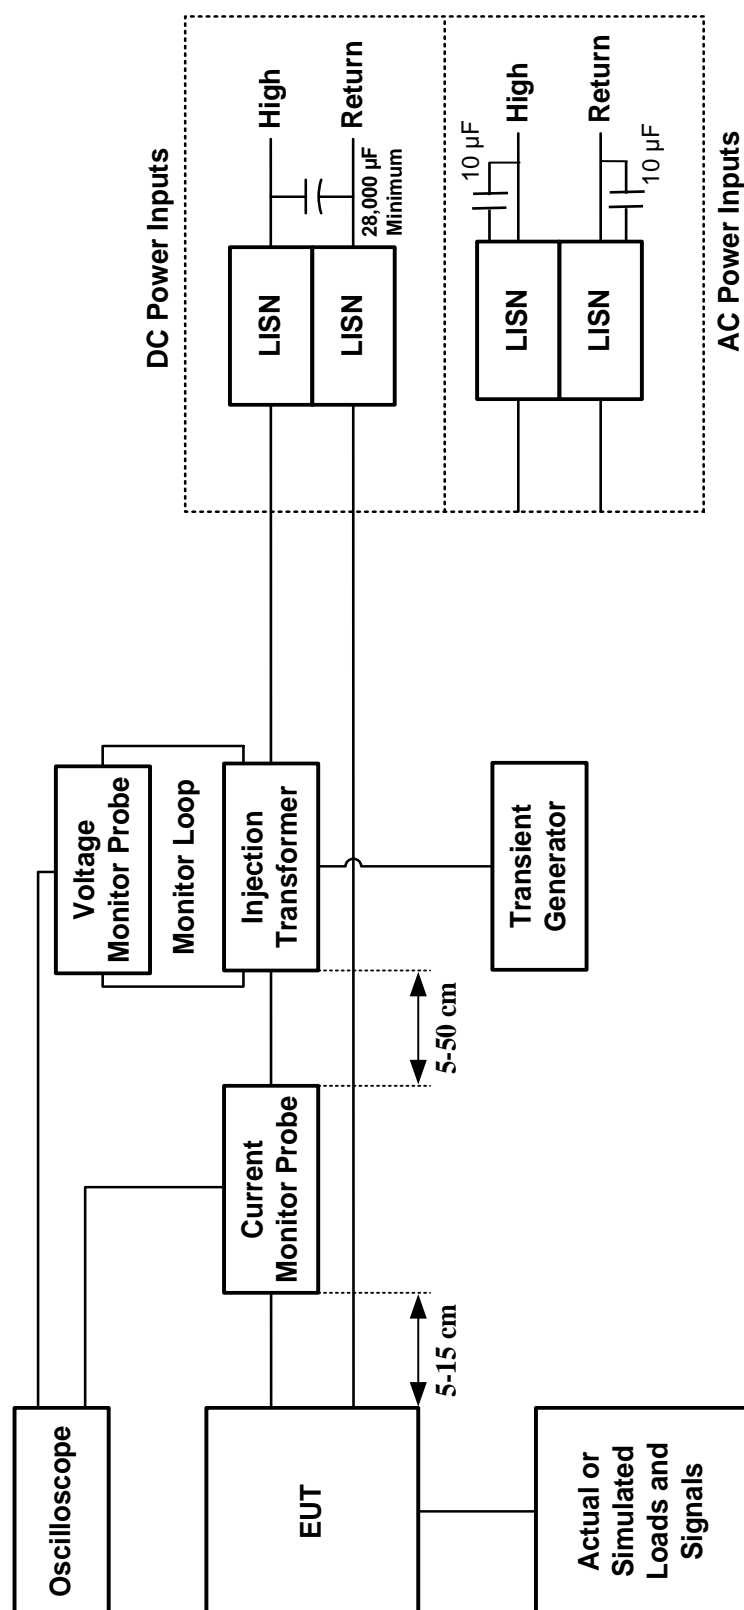 Oscilloscope
EUT
Actual or
Simulated
Loads and
Signals
5-15 cm
Current
Monitor Probe
5-50 cm
Voltage
Monitor Probe
Monitor Loop
Injection
Transformer
Transient
Generator
DC Power Inputs
LISN
LISN
High
Return
28,000 µF
Minimum
LISN
LISN
10 µF
High
Return
10 µF
AC Power Inputs